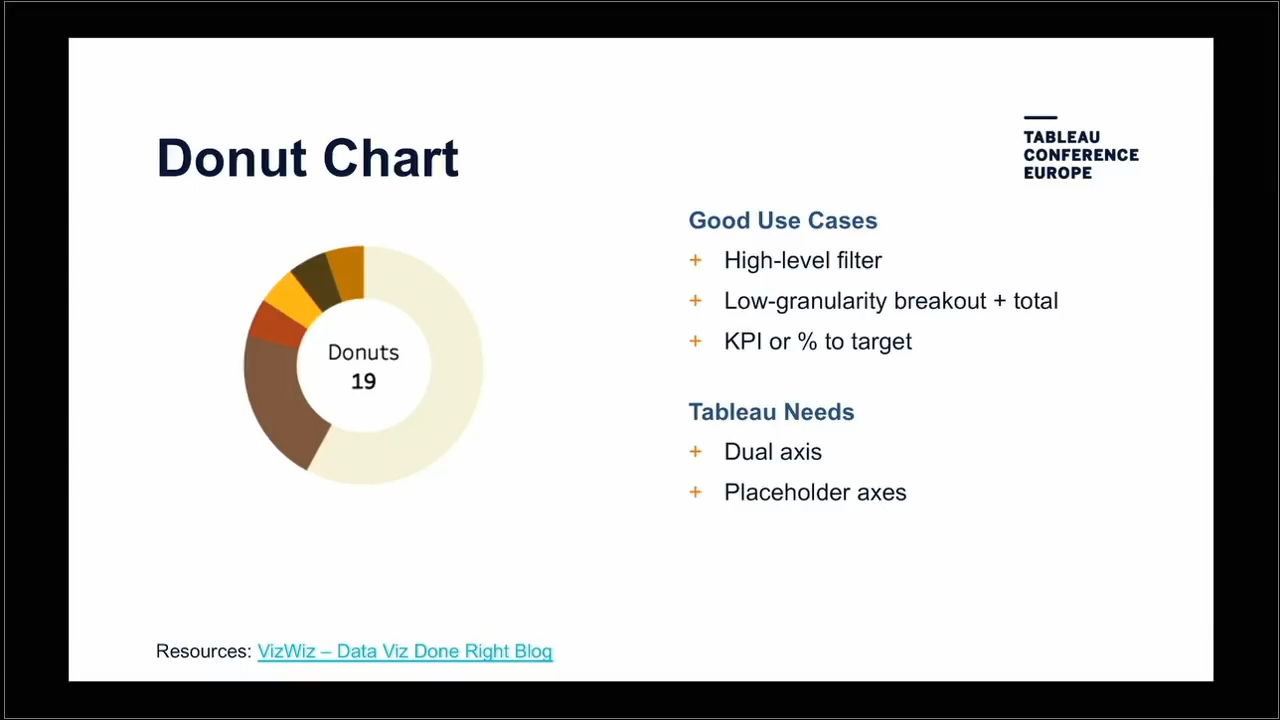 Donut Chart
TABLEAU
CONFERENCE
EUROPE
Donuts
19
Good Use Cases
+ High-level filter
+ Low-granularity breakout + total
+ KPI or % to target
Tableau Needs
+ Dual axis
+ Placeholder axes
Resources: VizWiz – Data Viz Done Right Blog